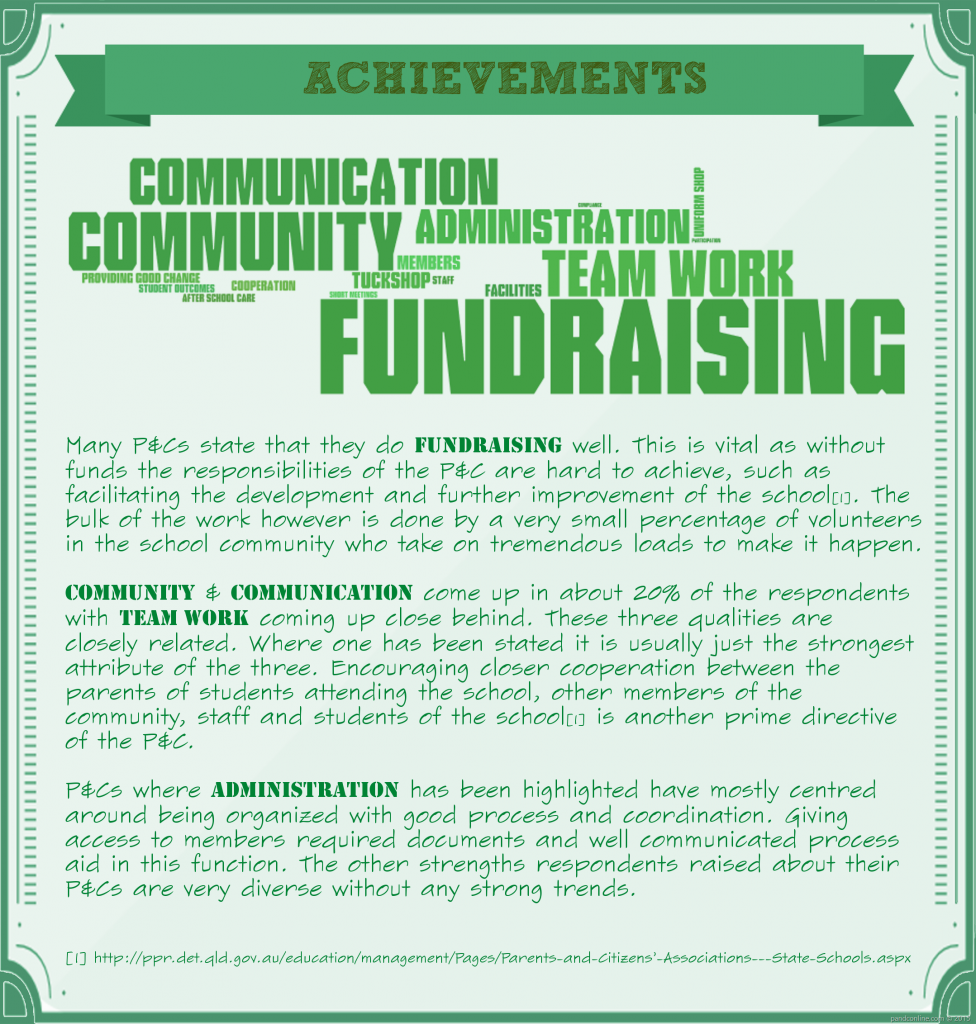 ACHIEVEMENTS
COMMUNICATION
UNIFORM SHOP
COMPLIANCE
COMMUNITY
ADMINISTRATION
PARTICIPATION
MEMBERS
TEAM WORK
PROVIDING GOOD CHANGE
TUCKSHOP
STAFF
STUDENT OUTCOMES
COOPERATION
FACILITIES
AFTER SCHOOL CARE
SHORT MEETINGS
FUNDRAISING
Many P&Cs state that they do FUNDRAISING well. This is vital as without
funds the responsibilities of the P&C are hard to achieve, such as
facilitating the development and further improvement of the school[1]. The
bulk of the work however is done by a very small percentage of volunteers
in the school community who take on tremendous loads to make it happen.
COMMUNITY & COMMUNICATION come up in about 20% of the respondents
with TEAM WORK coming up close behind. These three qualities are
closely related. Where one has been stated it is usually just the strongest
attribute of the three. Encouraging closer cooperation between the
parents of students attending the school, other members of the
community, staff and students of the school[1] is another prime directive
of the P&C.
P&Cs where ADMINISTRATION has been highlighted have mostly centred
around being organized with good process and coordination. Giving
access to members required documents and well communicated process
aid in this function. The other strengths respondents raised about their
P&Cs are very diverse without any strong trends.
[1] http://ppr.det.qld.gov.au/education/management/Pages/Parents-and-Citizens'-Associations---State-Schools.aspx